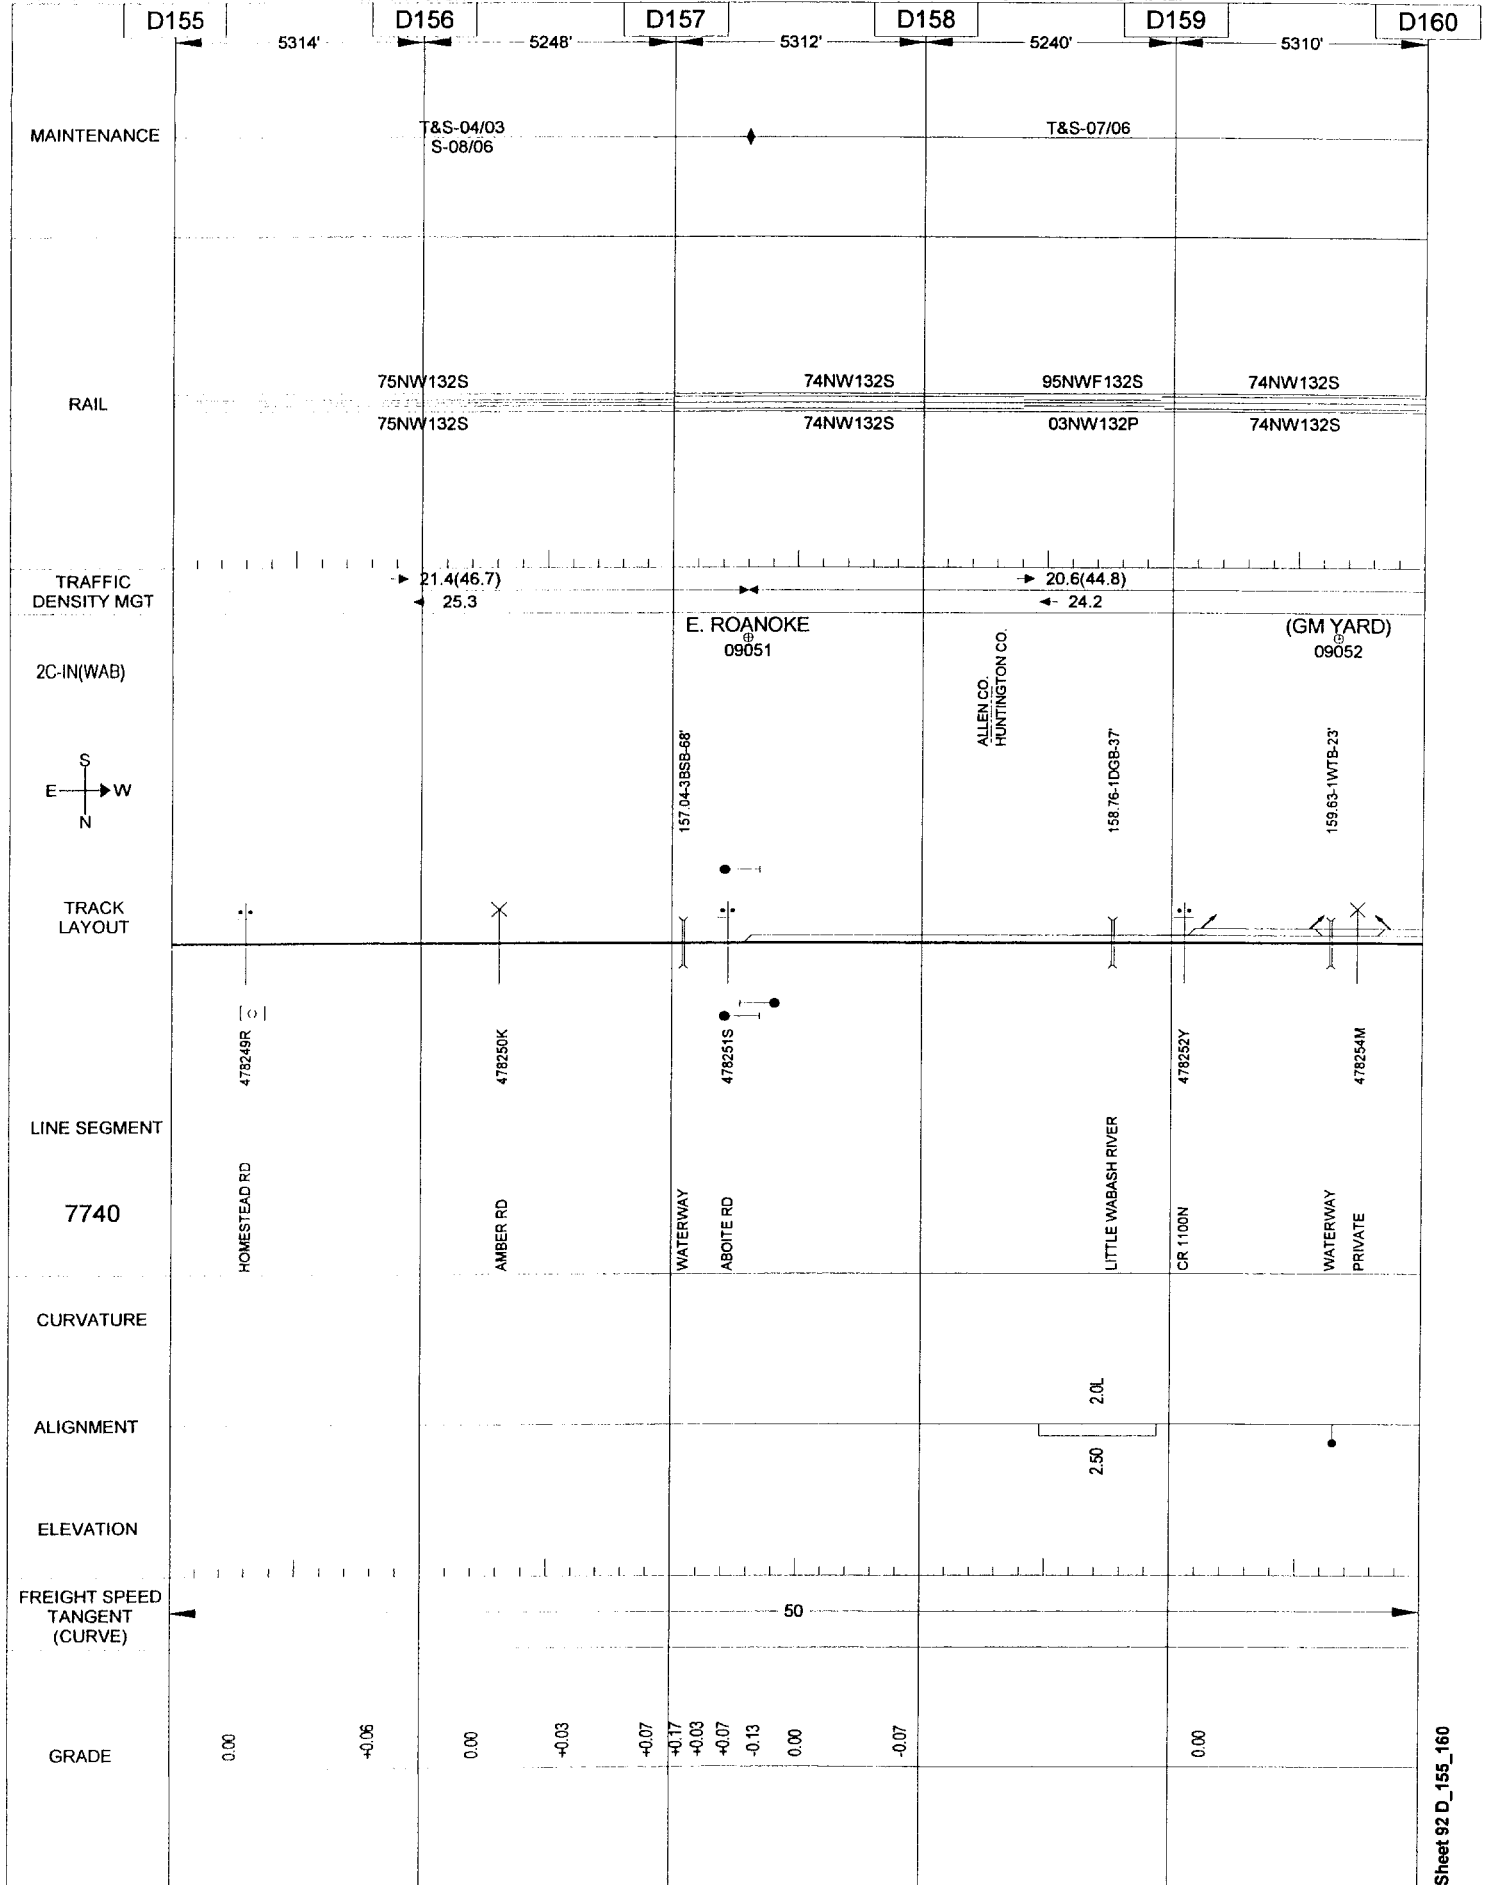 D155 D156 D157 D158 D159 D160
5314' 5248' 5312' 5240' 5310'
MAINTENANCE
T&S-04/03
S-08/06
T&S-07/06
RAIL
75NW132S 74NW132S 95NWF132S 74NW132S
75NW132S 74NW132S 03NW132P 74NW132S
TRAFFIC
DENSITY MGT
21.4(46.7) 20.6(44.8)
25.3 24.2
2C-IN(WAB)
E. ROANOKE
09051
ALLEN CO.
HUNTINGTON CO.
(GM YARD)
09052
S
E W
N
157.04-3BSB-68'
158.76-1DGB-37'
159.63-1WTB-23'
TRACK
LAYOUT
478249R
478250K
478251S
478252Y
478254M
LINE SEGMENT
7740
HOMESTEAD RD
AMBER RD
WATERWAY
ABOITE RD
LITTLE WABASH RIVER
CR 1100N
WATERWAY
PRIVATE
CURVATURE
2.0L
ALIGNMENT
2.50
ELEVATION
FREIGHT SPEED
TANGENT
(CURVE)
50
GRADE
0.00
+0.06
0.00
+0.03
+0.07
+0.17
+0.03
+0.07
-0.13
0.00
-0.07
0.00
Sheet 92 D_155_160